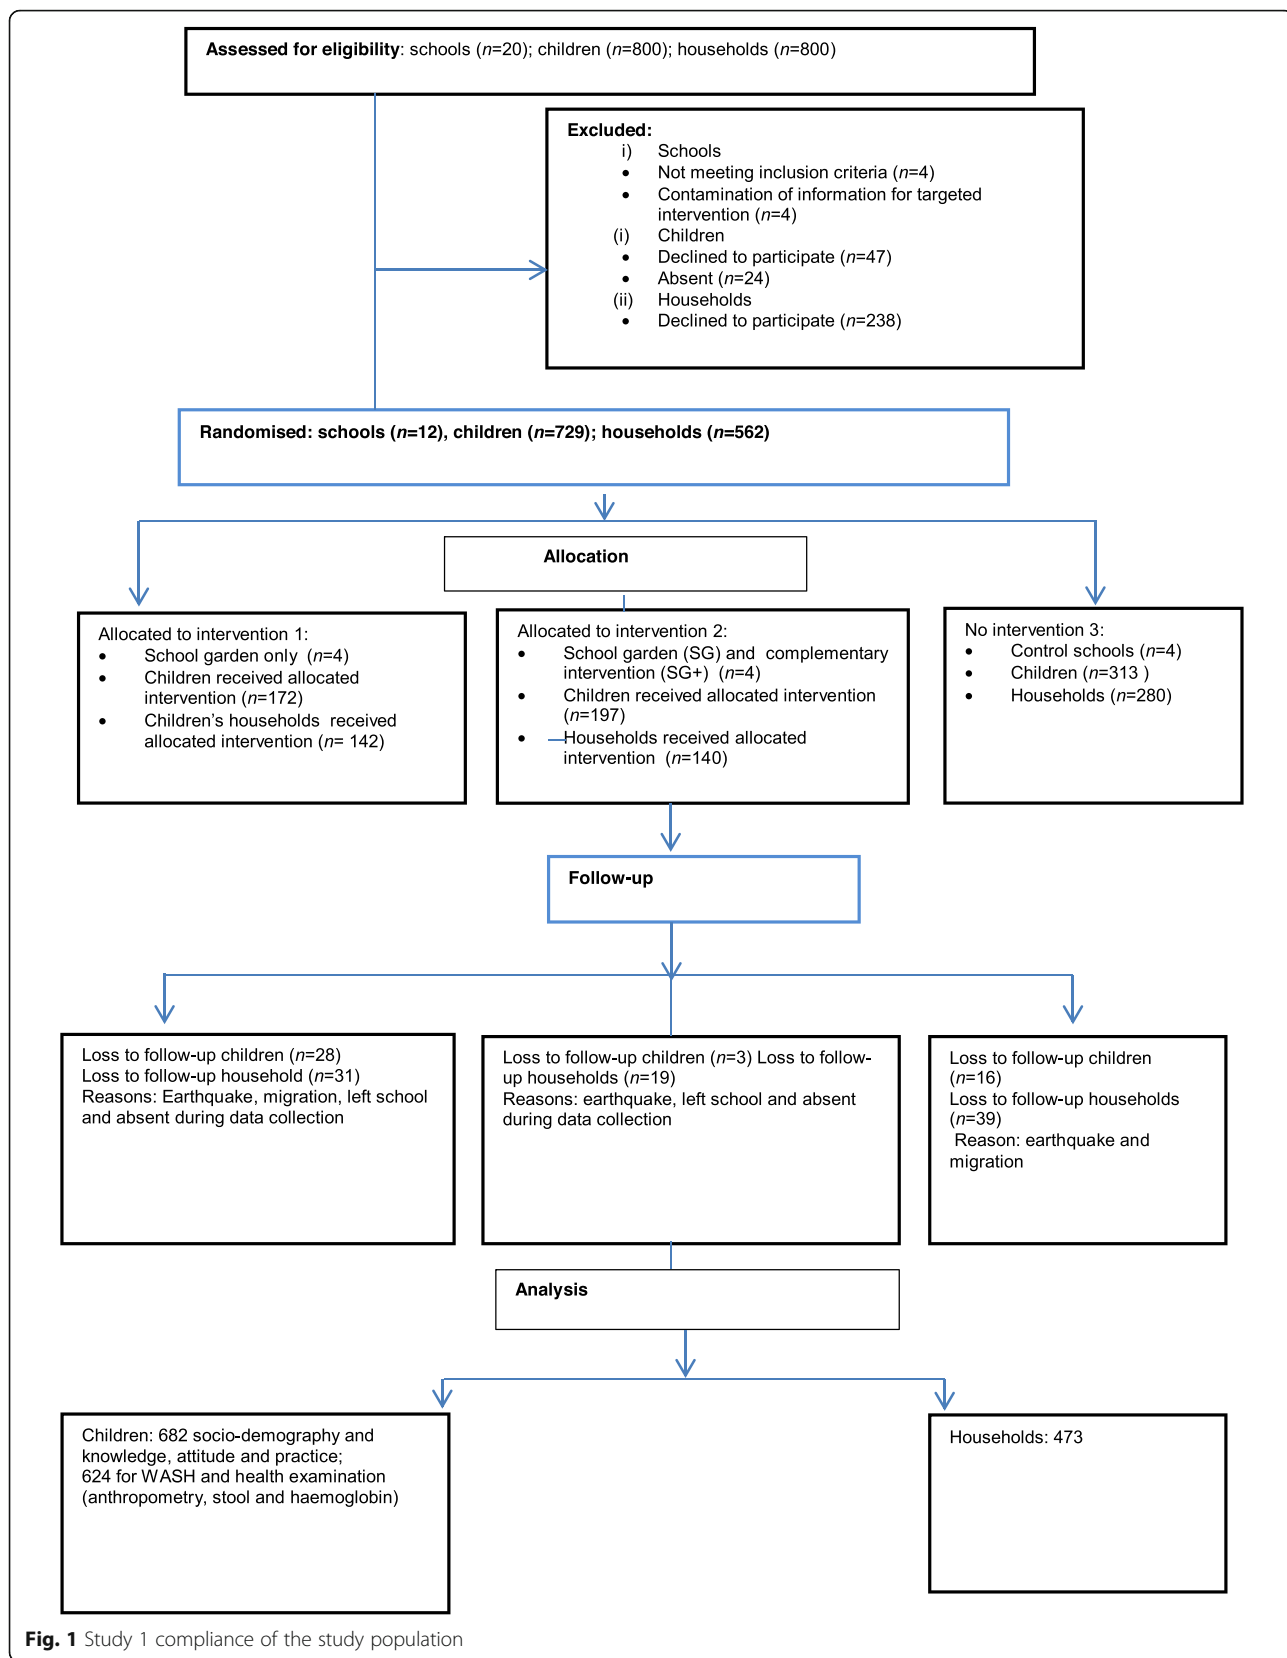 Assessed for eligibility: schools (n=20); children (n=800); households (n=800)
Excluded:
i) Schools
• Not meeting inclusion criteria (n=4)
• Contamination of information for targeted
intervention (n=4)
(i) Children
• Declined to participate (n=47)
• Absent (n=24)
(ii) Households
• Declined to participate (n=238)
Randomised: schools (n=12), children (n=729); households (n=562)
Allocation
Allocated to intervention 1:
• School garden only (n=4)
• Children received allocated
intervention (n=172)
• Children's households received
allocated intervention (n= 142)
Allocated to intervention 2:
• School garden (SG) and complementary
intervention (SG+) (n=4)
• Children received allocated intervention
(n=197)
• Households received allocated
intervention (n=140)
No intervention 3:
• Control schools (n=4)
• Children (n=313 )
• Households (n=280)
Follow-up
Loss to follow-up children (n=28)
Loss to follow-up household (n=31)
Reasons: Earthquake, migration, left school
and absent during data collection
Loss to follow-up children (n=3) Loss to follow-
up households (n=19)
Reasons: earthquake, left school and absent
during data collection
Loss to follow-up children
(n=16)
Loss to follow-up households
(n=39)
Reason: earthquake and
migration
Analysis
Children: 682 socio-demography and
knowledge, attitude and practice;
624 for WASH and health examination
(anthropometry, stool and haemoglobin)
Households: 473
Fig. 1 Study 1 compliance of the study population